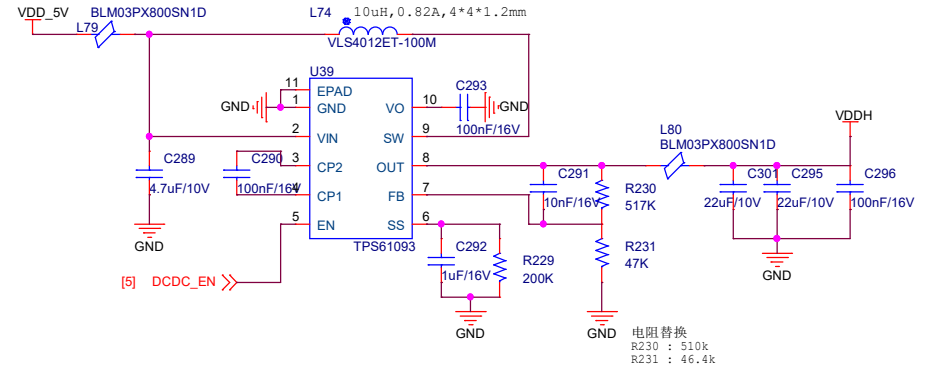 VDD_5V
BLM03PX800SN1D
L79
L74
10uH,0.82A,4*4*1.2mm
VLS4012ET-100M
U39
11
EPAD
1
GND
GND
2
VIN
3
CP2
4
CP1
5
EN
10
VO
9
SW
8
OUT
7
FB
6
SS
TPS61093
C293
GND
100nF/16V
C289
4.7uF/10V
GND
C290
100nF/16V
[5]
DCDC_EN
C292
1uF/16V
R229
200K
GND
C291
10nF/16V
R230
517K
R231
47K
GND
L80
BLM03PX800SN1D
VDDH
C301
22uF/10V
C295
22uF/10V
C296
100nF/16V
GND
电阻替换
R230 : 510k
R231 : 46.4k